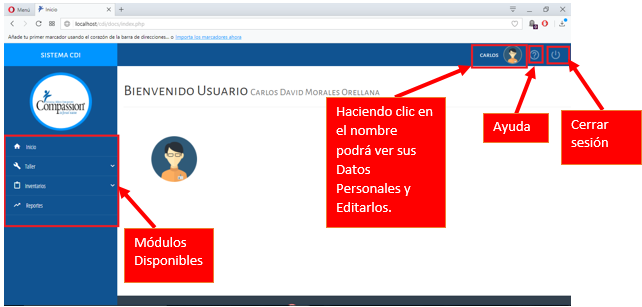 Menú
Inicio
localhost/cdi/docs/index.php
Añade tu primer marcador usando el corazón de la barra de direcciones... o Importa los marcadores ahora
SISTEMA CDI
CARLOS
Compassion
BIENVENIDO USUARIO CARLOS DAVID MORALES ORELLANA
Inicio
Taller
Inventarios
Reportes
Haciendo clic en
el nombre
podrá ver sus
Datos
Personales y
Editarlos.
Ayuda
Cerrar
sesión
Módulos
Disponibles